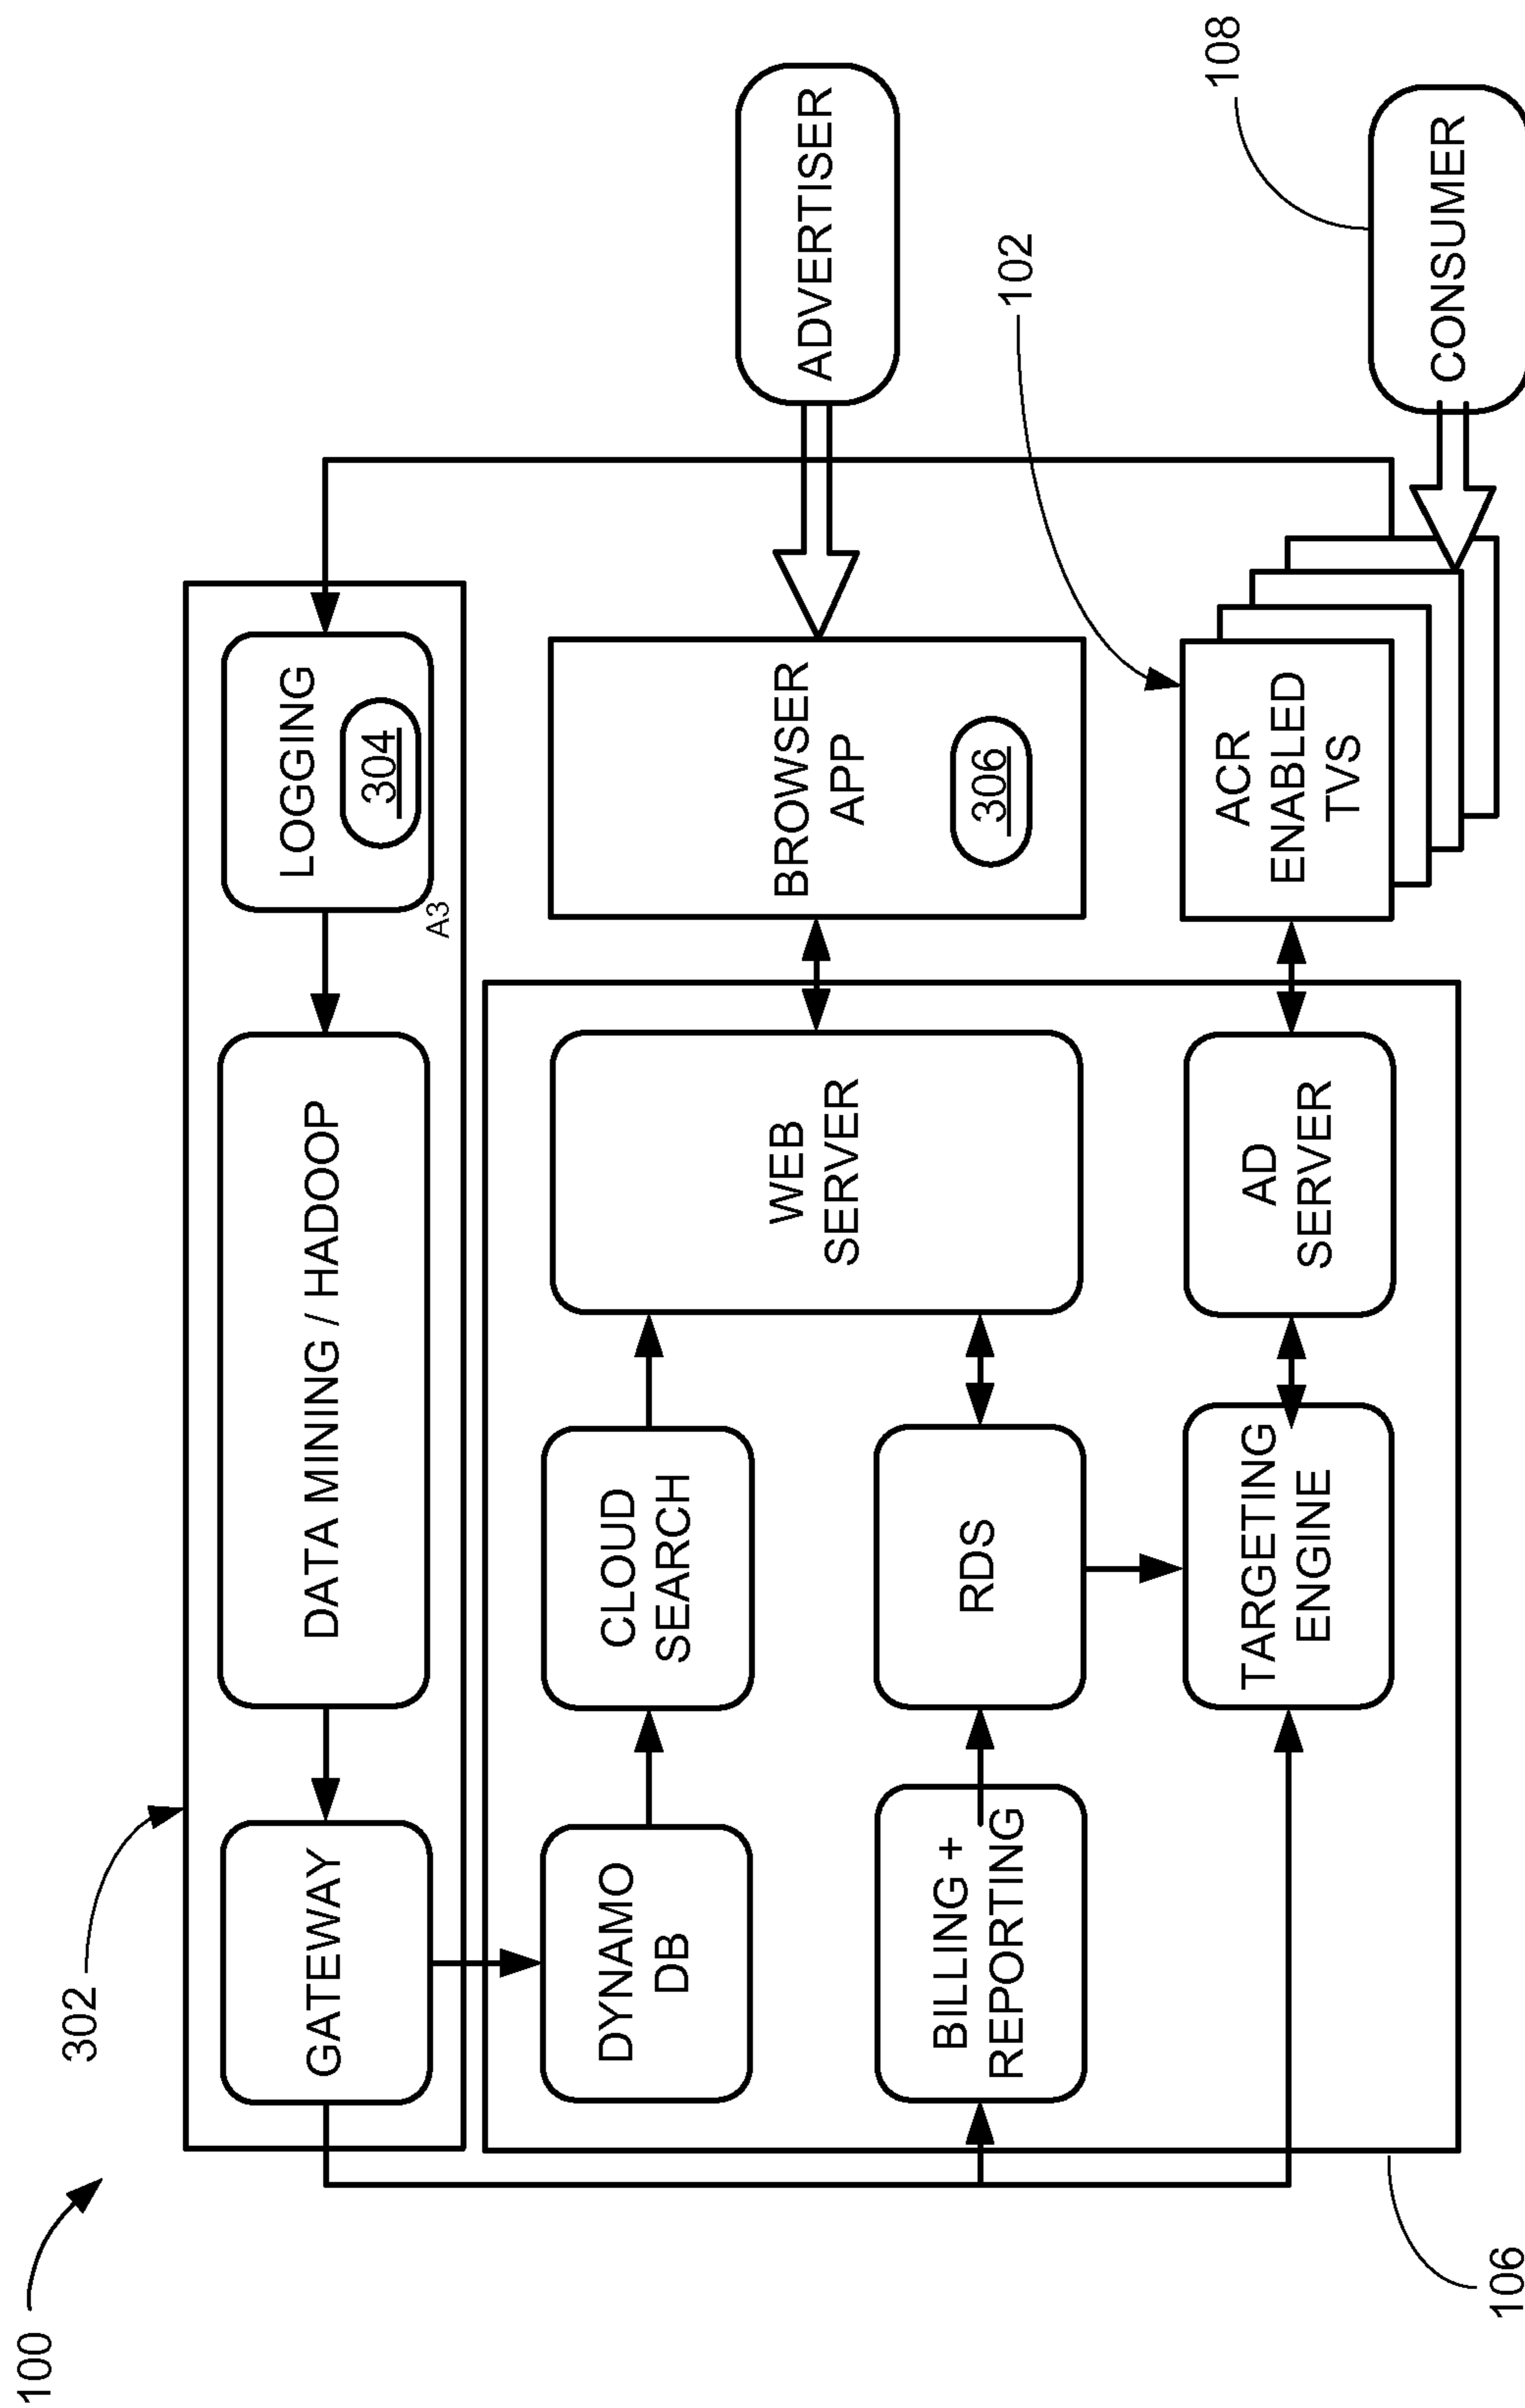 100
302
GATEWAY
DATA MINING / HADOOP
LOGGING
304
A3
DYNAMO
DB
CLOUD
SEARCH
WEB
SERVER
BROWSER
APP
306
ADVERTISER
BILLING +
REPORTING
RDS
TARGETING
ENGINE
AD
SERVER
ACR
ENABLED
TVS
102
CONSUMER
108
106